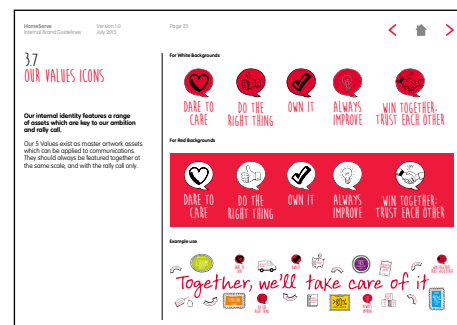 HomeServe
Internal Brand Guidelines
Version 1.0
July 2015
Page 25
3.7
OUR VALUES ICONS
Our internal identity features a range
of assets which are key to our ambition
and rally call.
Our 5 Values exist as master artwork assets
which can be applied to communications.
They should always be featured together at
the same scale, and with the rally call only.
For White Backgrounds
DARE TO
CARE
DO THE
RIGHT THING
OWN IT
ALWAYS
IMPROVE
WIN TOGETHER:
TRUST EACH OTHER
For Red Backgrounds
DARE TO
CARE
DO THE
RIGHT THING
OWN IT
ALWAYS
IMPROVE
WIN TOGETHER:
TRUST EACH OTHER
Example use
Together, we'll take care of it